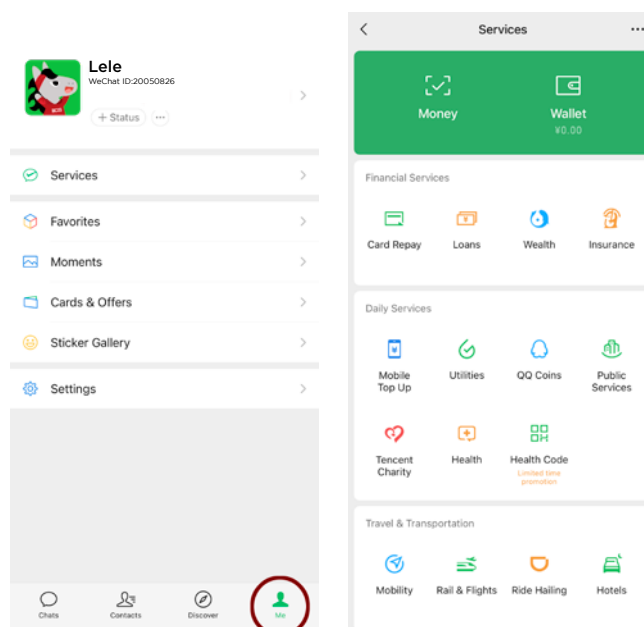 Lele
WeChat ID:20050826
+ Status
Services
Favorites
Moments
Cards & Offers
Sticker Gallery
Settings
Chats
Contacts
Discover
Me
Services
Money
Wallet
¥0.00
Financial Services
Card Repay
Loans
Wealth
Insurance
Daily Services
Mobile
Top Up
Utilities
QQ Coins
Public
Services
Tencent
Charity
Health
Health Code
Limited time
promotion
Travel & Transportation
Mobility
Rail & Flights
Ride Hailing
Hotels